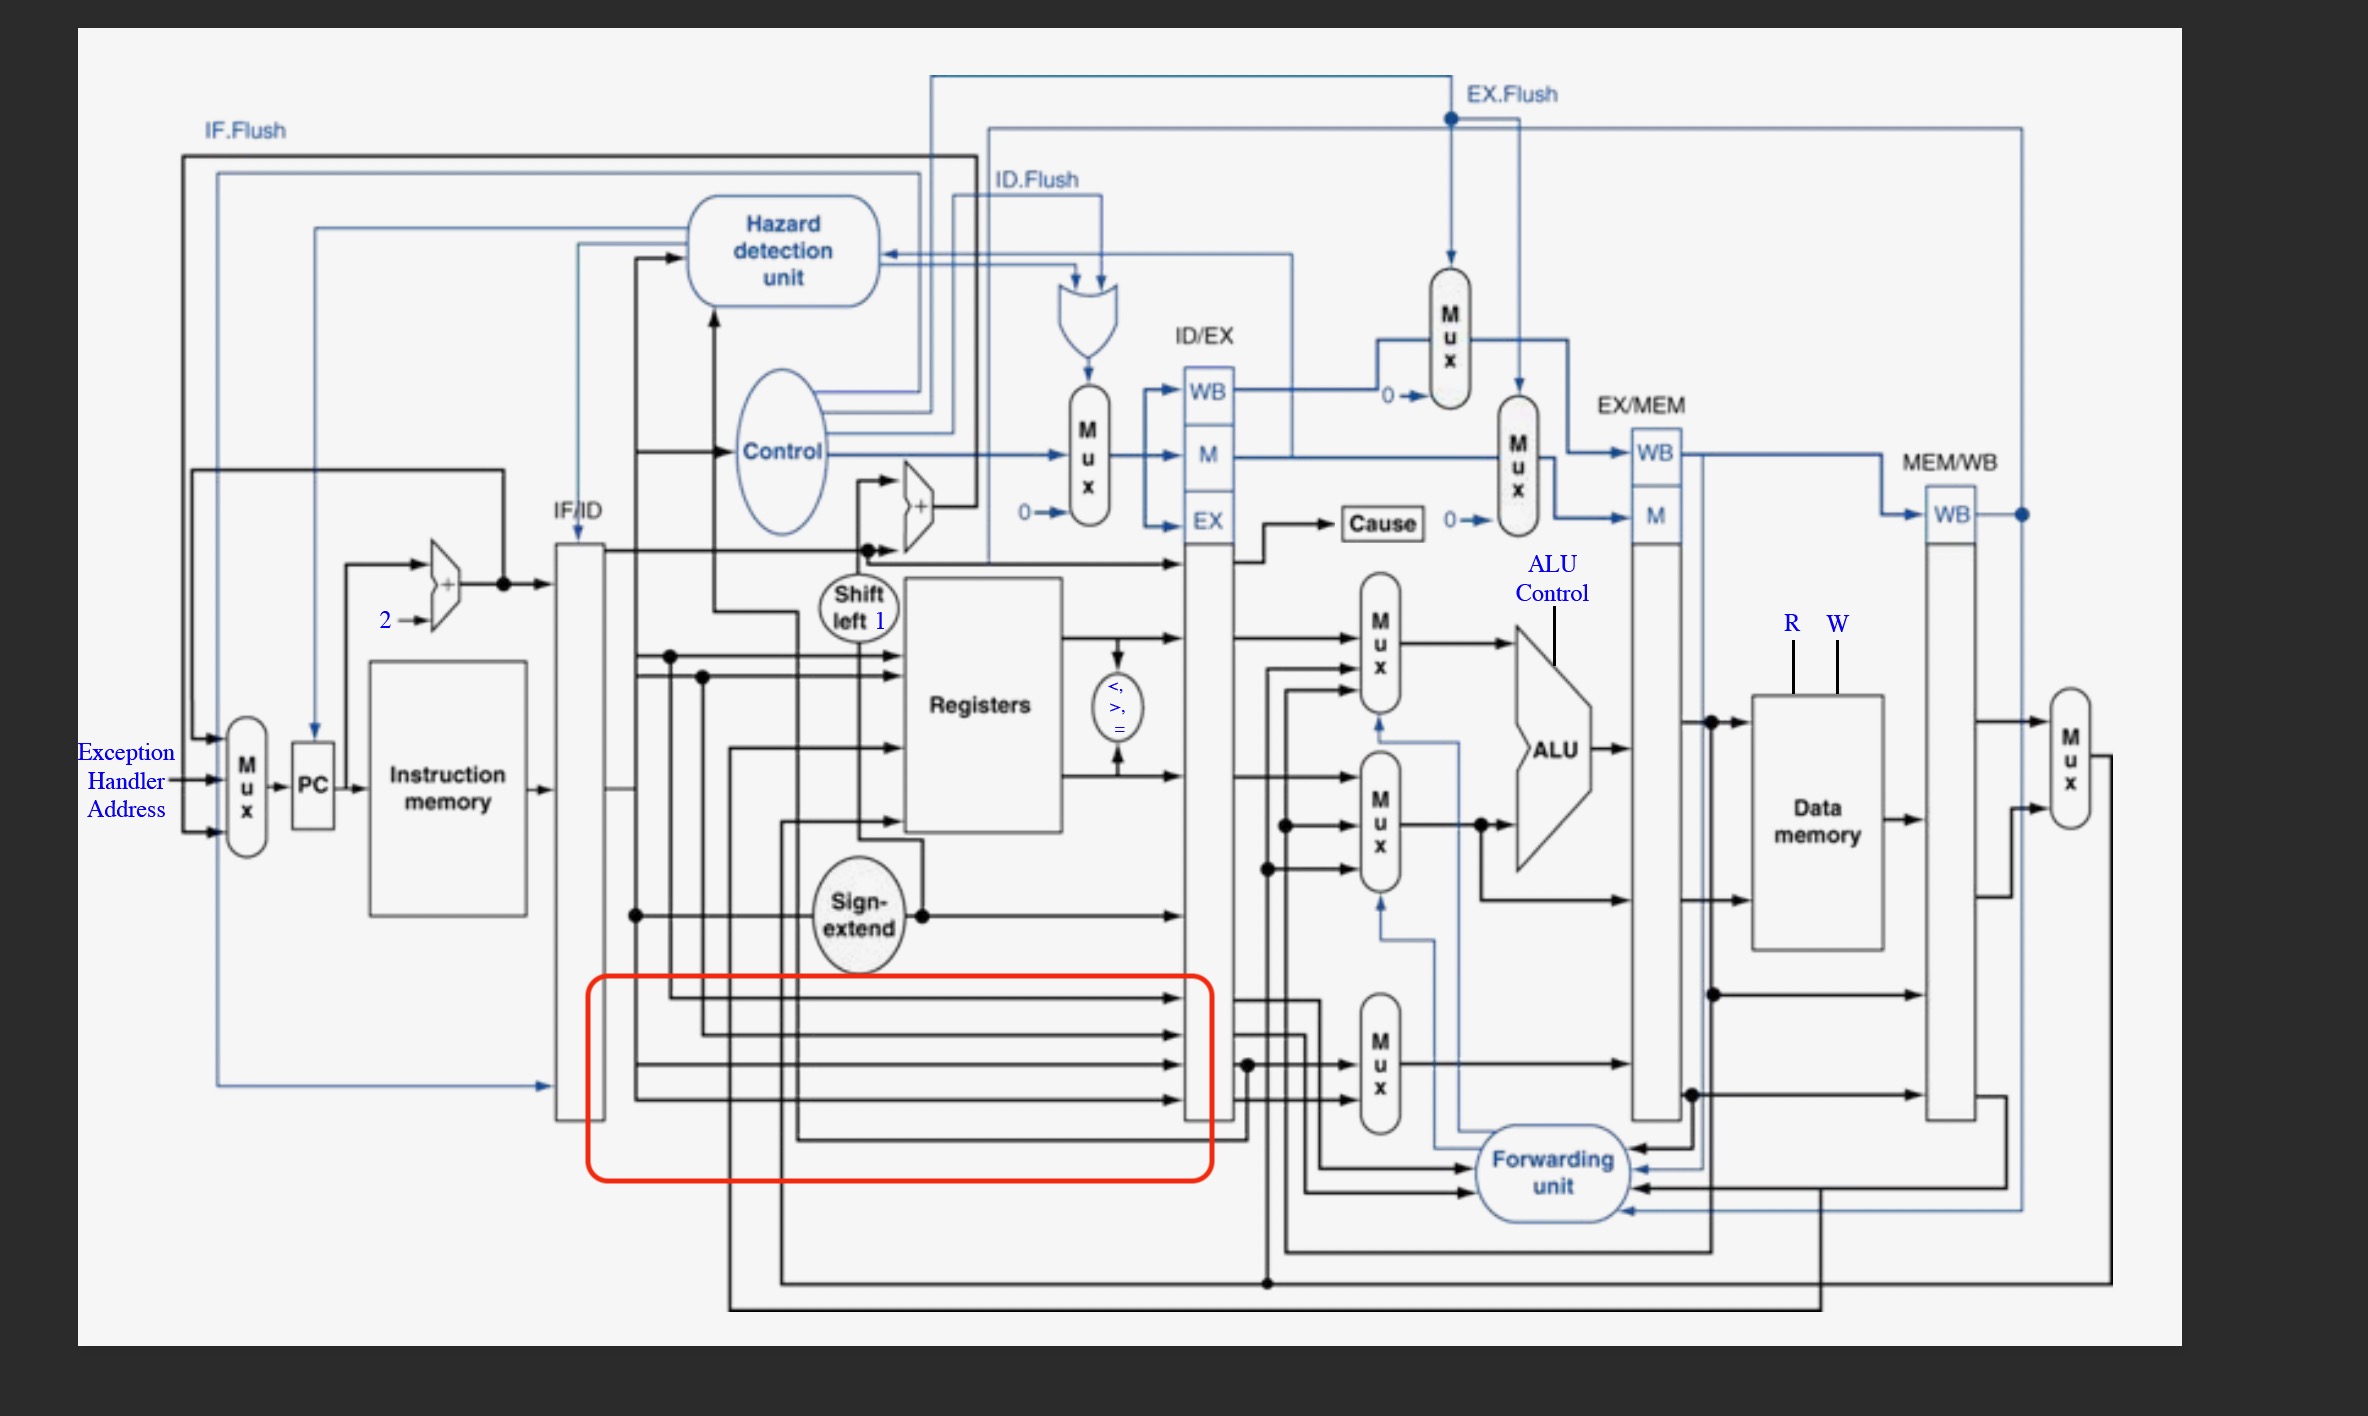 EX.Flush
IF.Flush
ID.Flush
Hazard
detection
unit
ID/EX
M
u
x
0
WB
M
EX
Control
M
u
x
0
M
u
x
0
EX/MEM
WB
M
MEM/WB
WB
IF/ID
+
+
2
Cause
ALU
Control
Shift
left 1
R W
Registers
<,
>,
=
M
u
x
ALU
Exception
Handler
Address
M
u
x
PC
Instruction
memory
M
u
x
Data
memory
M
u
x
Sign-
extend
M
u
x
Forwarding
unit